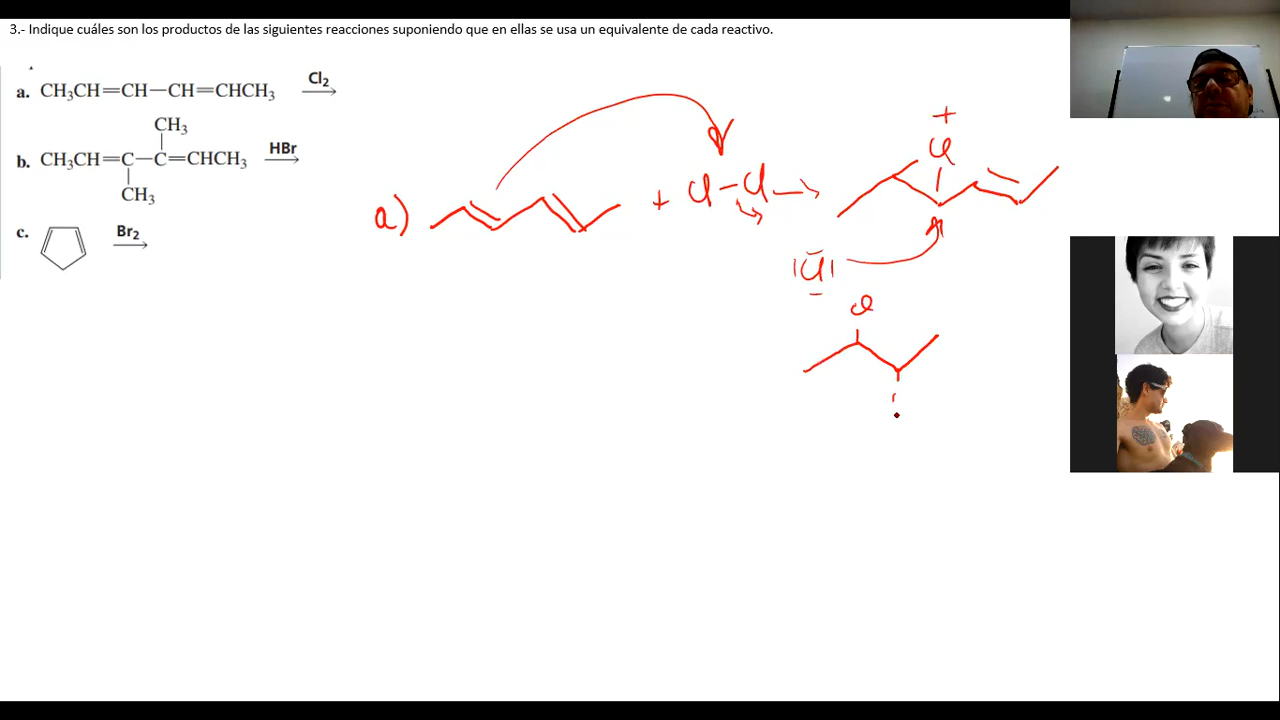 3.- Indique cuáles son los productos de las siguientes reacciones suponiendo que en ellas se usa un equivalente de cada reactivo.
a. CH₃CH=CH—CH=CHCH₃ Cl₂ →
CH₃
b. CH₃CH=C—C=CHCH₃ HBr →
CH₃
c. Br₂ →
a) + Cl-Cl →
+
Cl
|Cl|
Cl